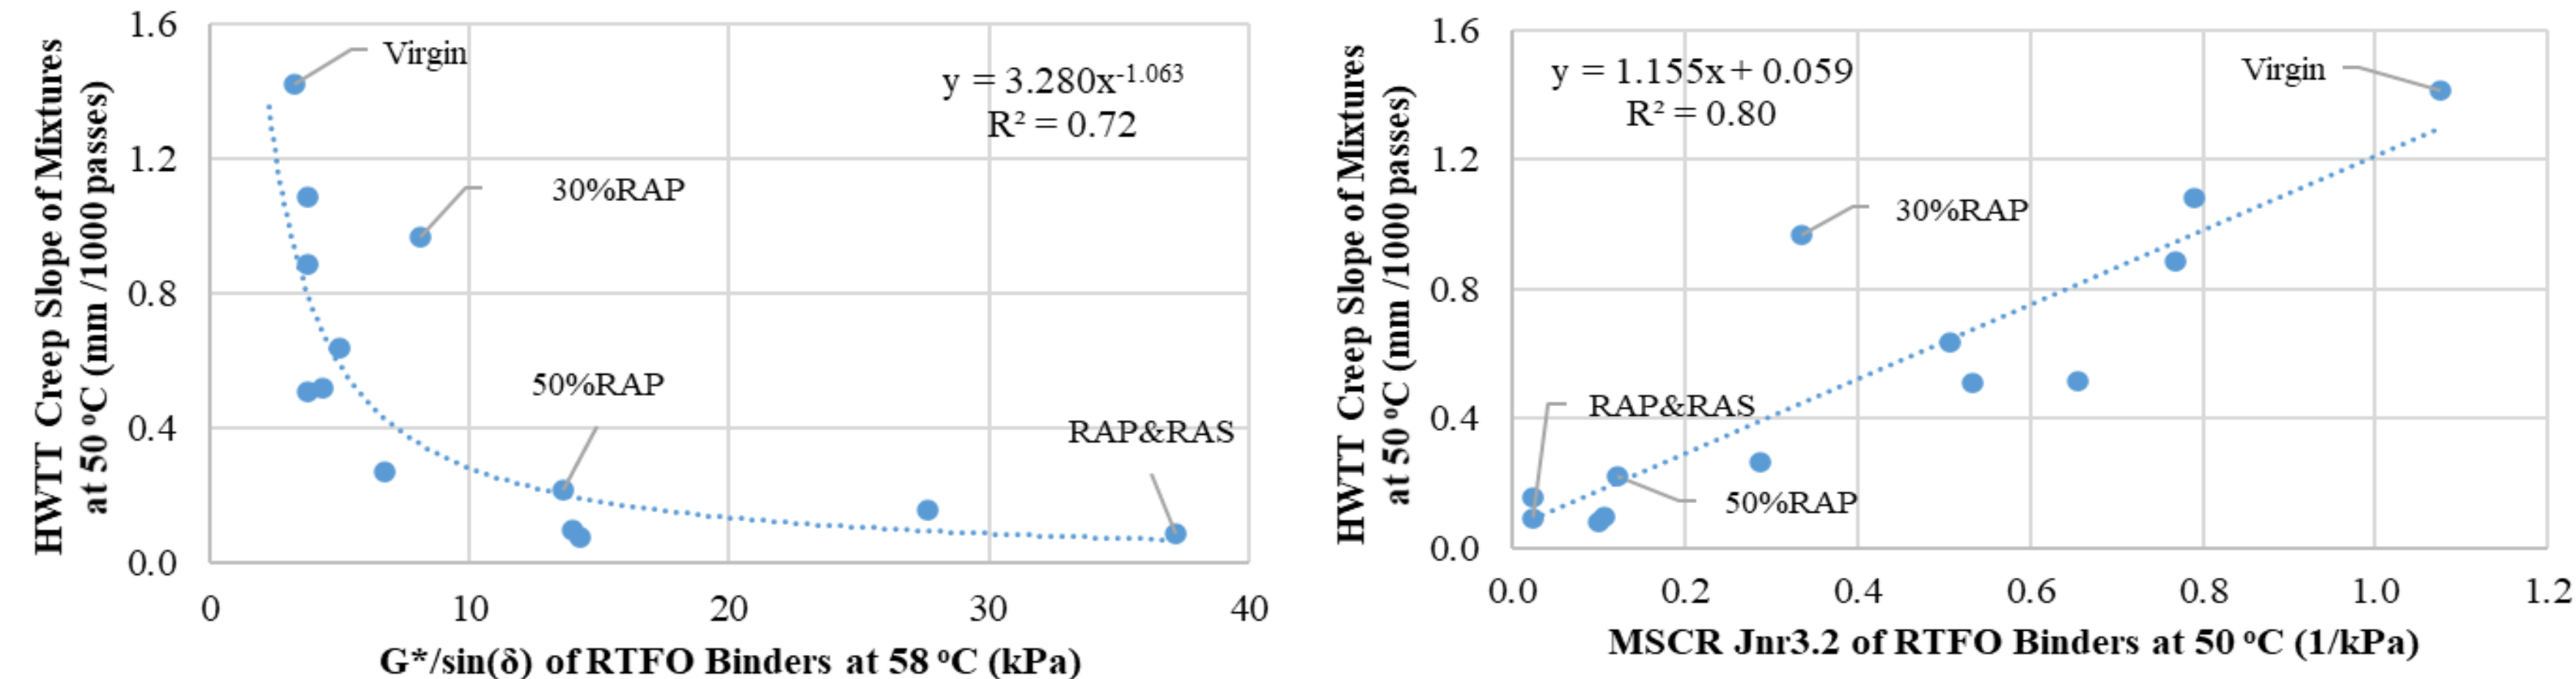 HWTT Creep Slope of Mixtures
at 50 ºC (mm /1000 passes)
1.6
1.2
0.8
0.4
0.0
Virgin
30%RAP
50%RAP
RAP&RAS
y = 3.280x^-1.063
R² = 0.72
0 10 20 30 40
G*/sin(δ) of RTFO Binders at 58 ºC (kPa)
HWTT Creep Slope of Mixtures
at 50 ºC (mm /1000 passes)
1.6
1.2
0.8
0.4
0.0
y = 1.155x + 0.059
R² = 0.80
Virgin
30%RAP
RAP&RAS
50%RAP
0.0 0.2 0.4 0.6 0.8 1.0 1.2
MSCR Jnr3.2 of RTFO Binders at 50 ºC (1/kPa)